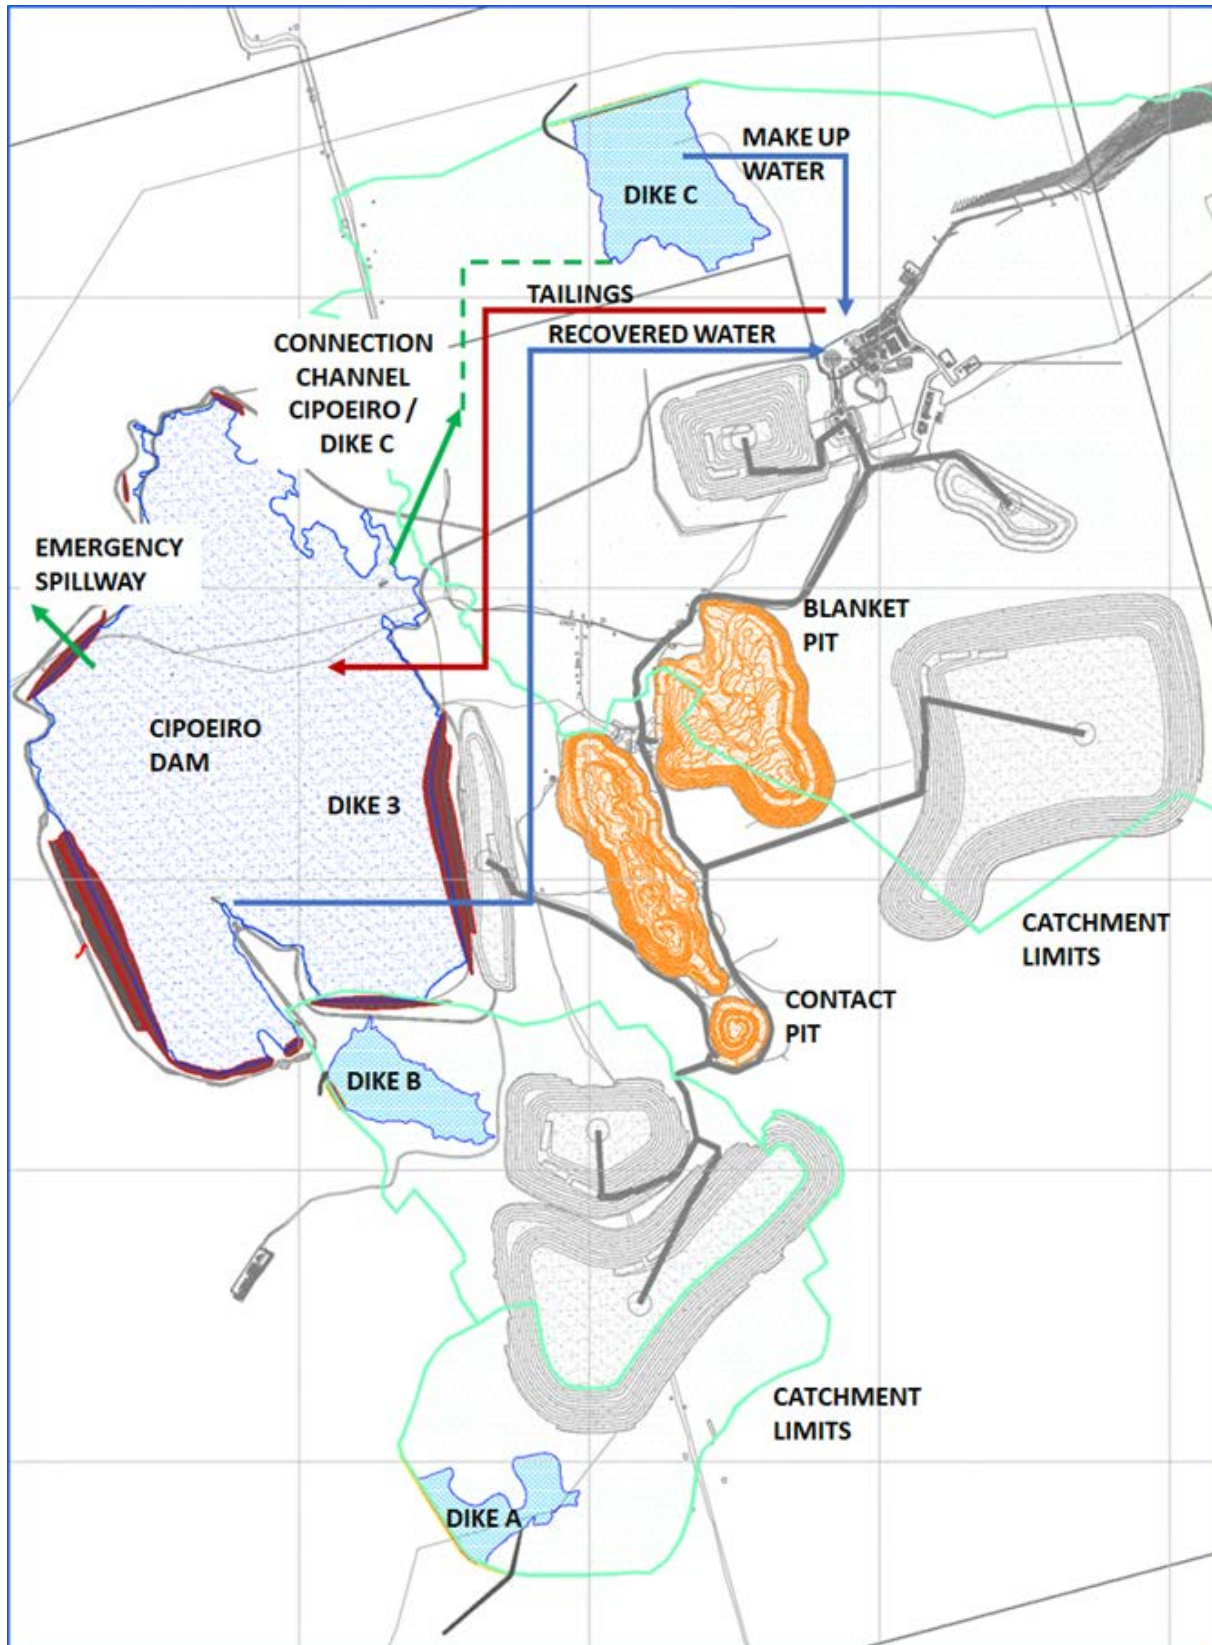 MAKE UP
WATER
DIKE C
TAILINGS
RECOVERED WATER
CONNECTION
CHANNEL
CIPOEIRO /
DIKE C
EMERGENCY
SPILLWAY
BLANKET
PIT
CIPOEIRO
DAM
DIKE 3
CATCHMENT
LIMITS
CONTACT
PIT
DIKE B
CATCHMENT
LIMITS
DIKE A